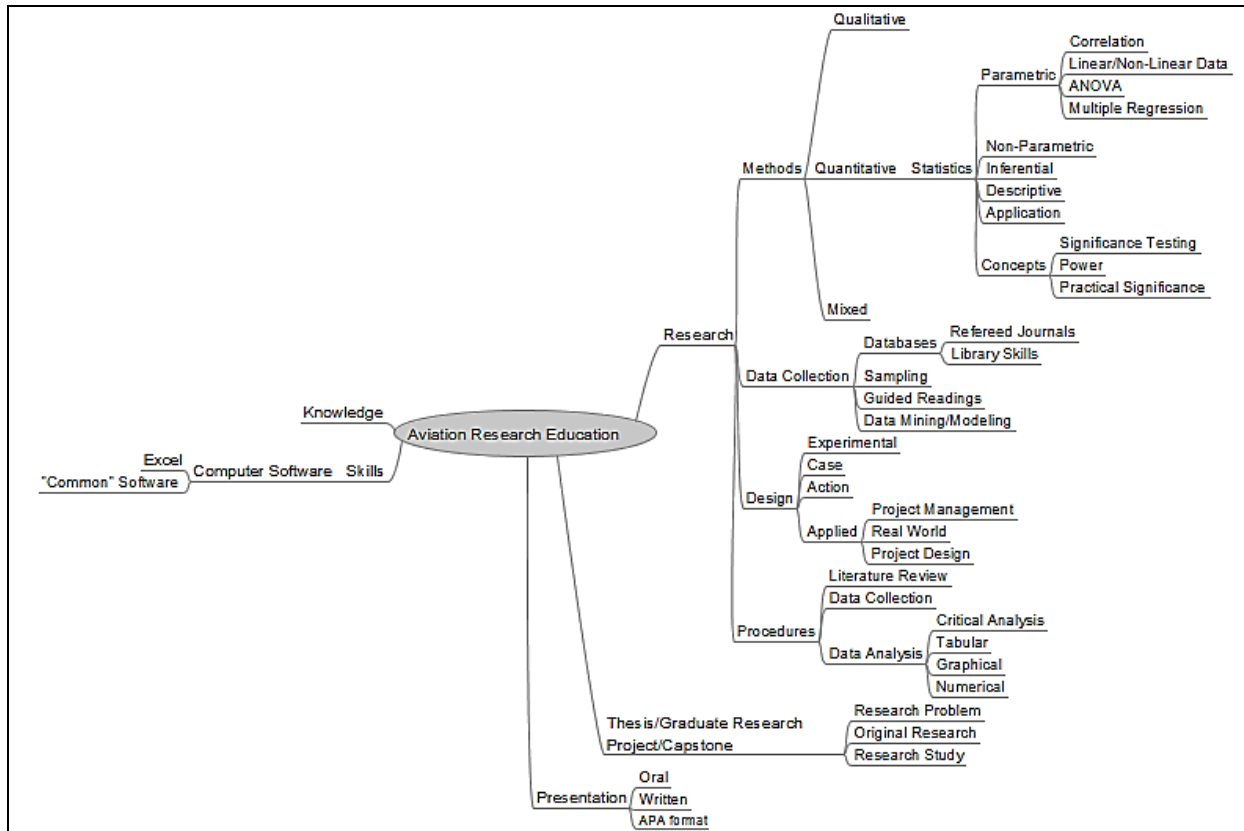 Qualitative
Correlation
Linear/Non-Linear Data
Parametric
ANOVA
Multiple Regression
Non-Parametric
Methods
Quantitative
Statistics
Inferential
Descriptive
Application
Significance Testing
Concepts
Power
Practical Significance
Mixed
Research
Databases
Refereed Journals
Library Skills
Data Collection
Sampling
Guided Readings
Data Mining/Modeling
Knowledge
Aviation Research Education
Excel
"Common" Software
Computer Software
Skills
Experimental
Case
Action
Design
Applied
Project Management
Real World
Project Design
Literature Review
Data Collection
Procedures
Data Analysis
Critical Analysis
Tabular
Graphical
Numerical
Thesis/Graduate Research
Project/Capstone
Research Problem
Original Research
Research Study
Oral
Presentation
Written
APA format